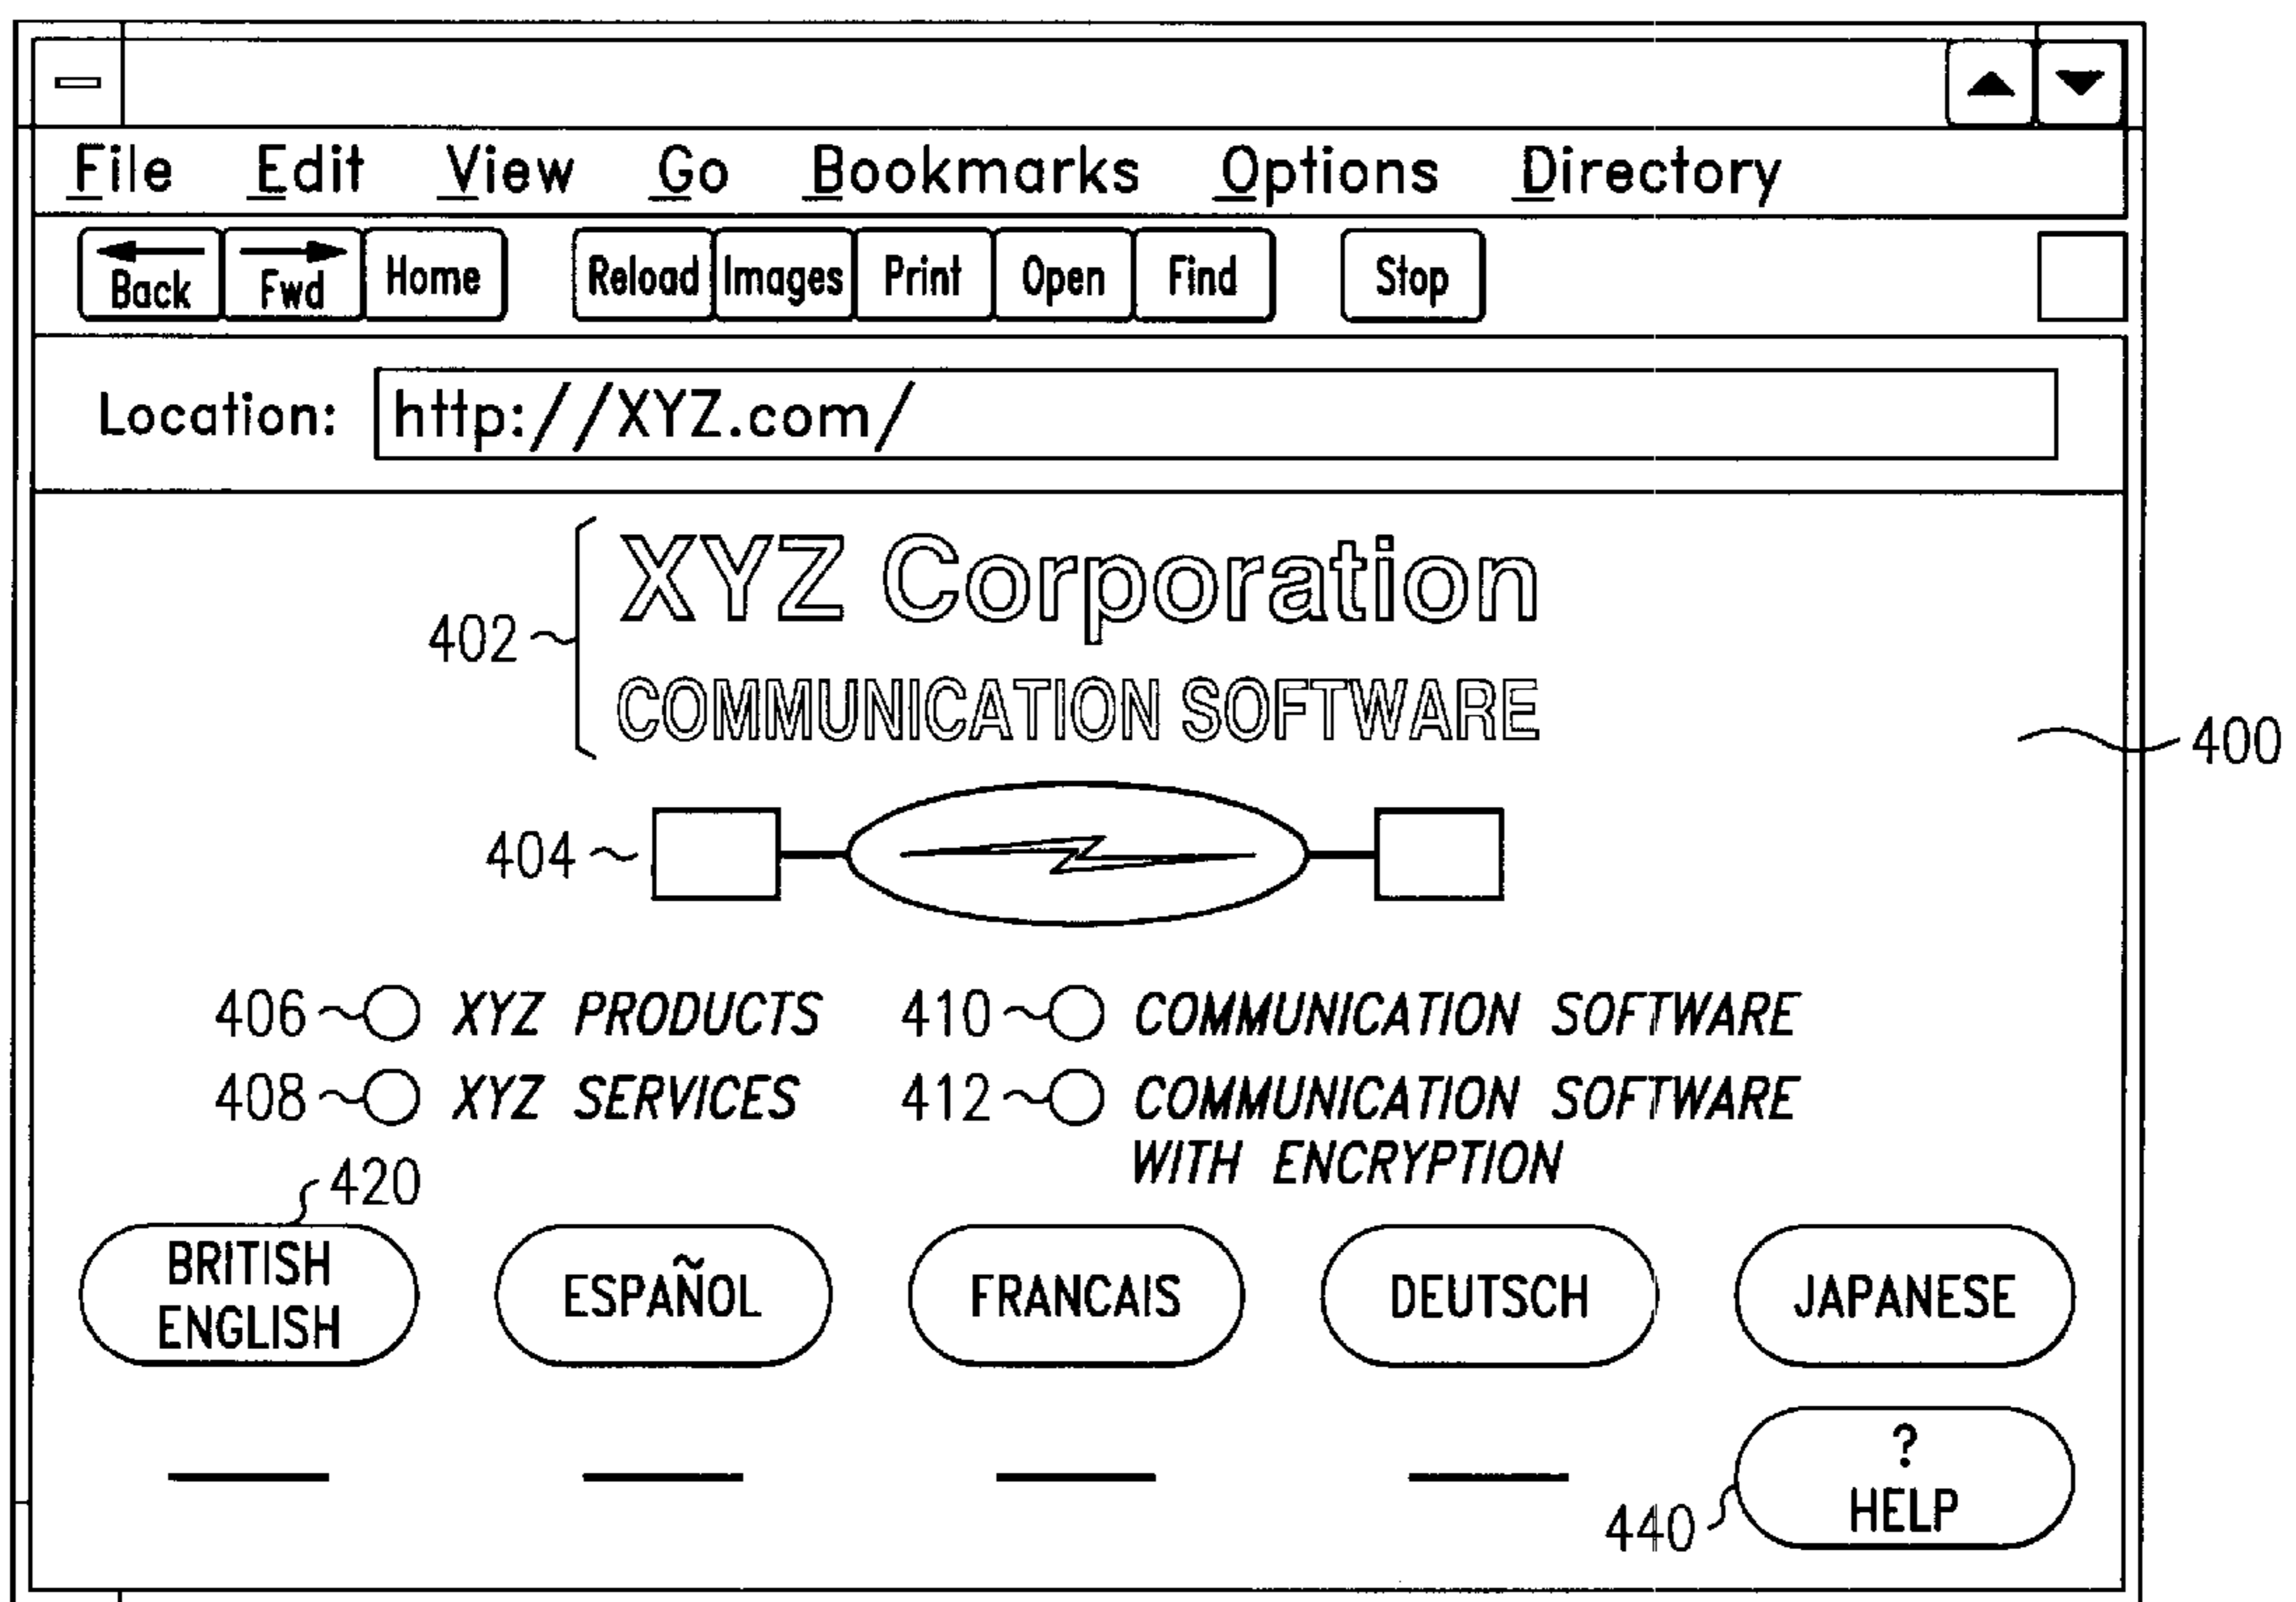 File Edit View Go Bookmarks Options Directory
Back Fwd Home Reload Images Print Open Find Stop
Location: http://XYZ.com/
XYZ Corporation
402
COMMUNICATION SOFTWARE
400
404
406 XYZ PRODUCTS 410 COMMUNICATION SOFTWARE
408 XYZ SERVICES 412 COMMUNICATION SOFTWARE
WITH ENCRYPTION
420
BRITISH
ENGLISH
ESPAÑOL
FRANCAIS
DEUTSCH
JAPANESE
?
HELP
440